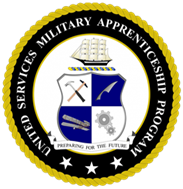 UNITED SERVICES MILITARY APPRENTICESHIP PROGRAM
PREPARING FOR THE FUTURE